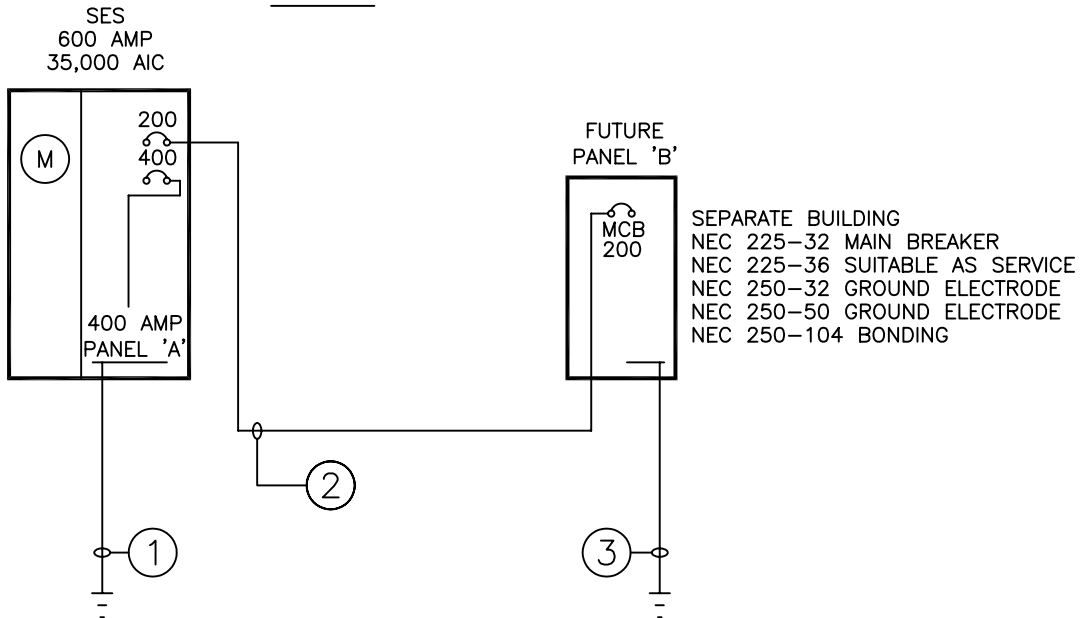 SES
600 AMP
35,000 AIC
M
200
400
400 AMP
PANEL 'A'
FUTURE
PANEL 'B'
MCB
200
SEPARATE BUILDING
NEC 225-32 MAIN BREAKER
NEC 225-36 SUITABLE AS SERVICE
NEC 250-32 GROUND ELECTRODE
NEC 250-50 GROUND ELECTRODE
NEC 250-104 BONDING
2
1
3